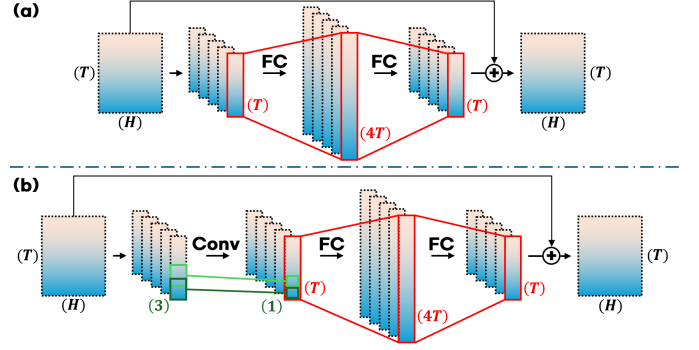 (a)
FC
FC
(T)
(T)
(T)
(T)
(4T)
(H)
(H)
(b)
Conv
FC
FC
(T)
(T)
(T)
(T)
(H)
(3)
(1)
(4T)
(H)